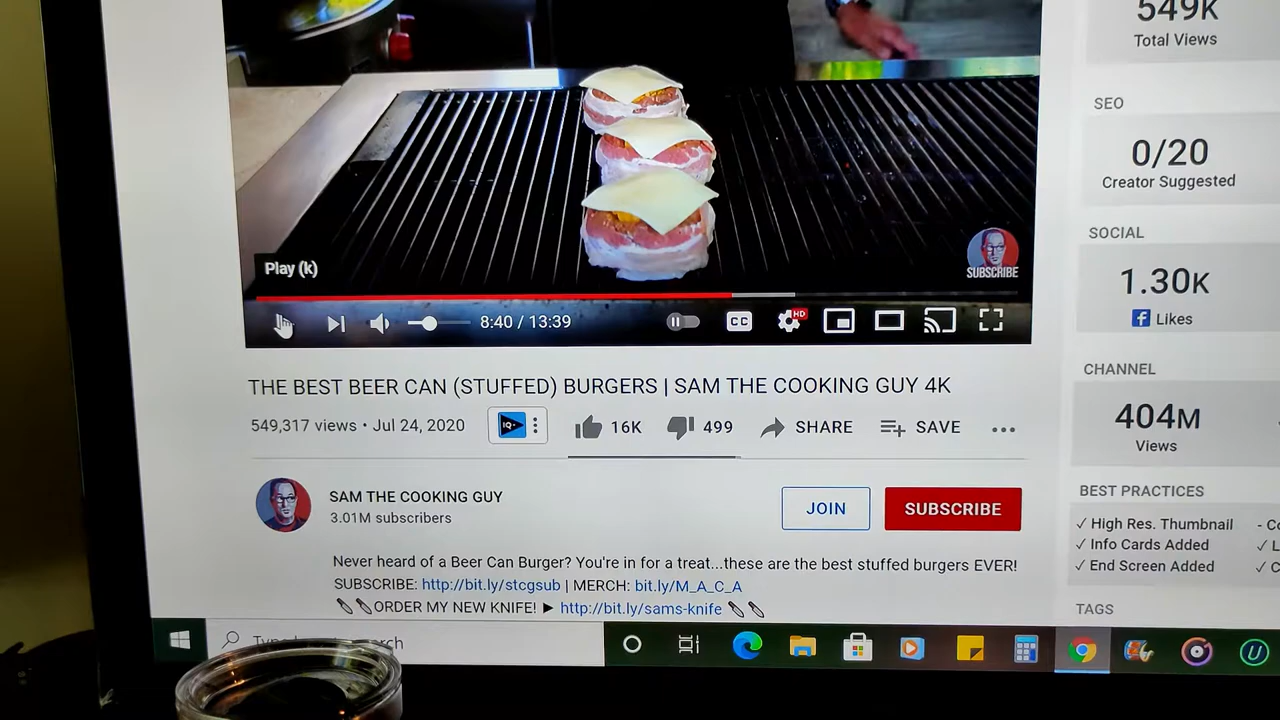 549K
Total Views
SEO
0/20
Creator Suggested
SOCIAL
1.30K
Likes
CHANNEL
404M
Views
BEST PRACTICES
✓ High Res. Thumbnail
✓ Info Cards Added
✓ End Screen Added
TAGS
SUBSCRIBE
Play (k)
8:40 / 13:39
CC
HD
THE BEST BEER CAN (STUFFED) BURGERS | SAM THE COOKING GUY 4K
549,317 views • Jul 24, 2020
IQ
16K
499
SHARE
SAVE
SAM THE COOKING GUY
3.01M subscribers
JOIN
SUBSCRIBE
Never heard of a Beer Can Burger? You're in for a treat...these are the best stuffed burgers EVER!
SUBSCRIBE: http://bit.ly/stcgsub | MERCH: bit.ly/M_A_C_A
ORDER MY NEW KNIFE! ► http://bit.ly/sams-knife